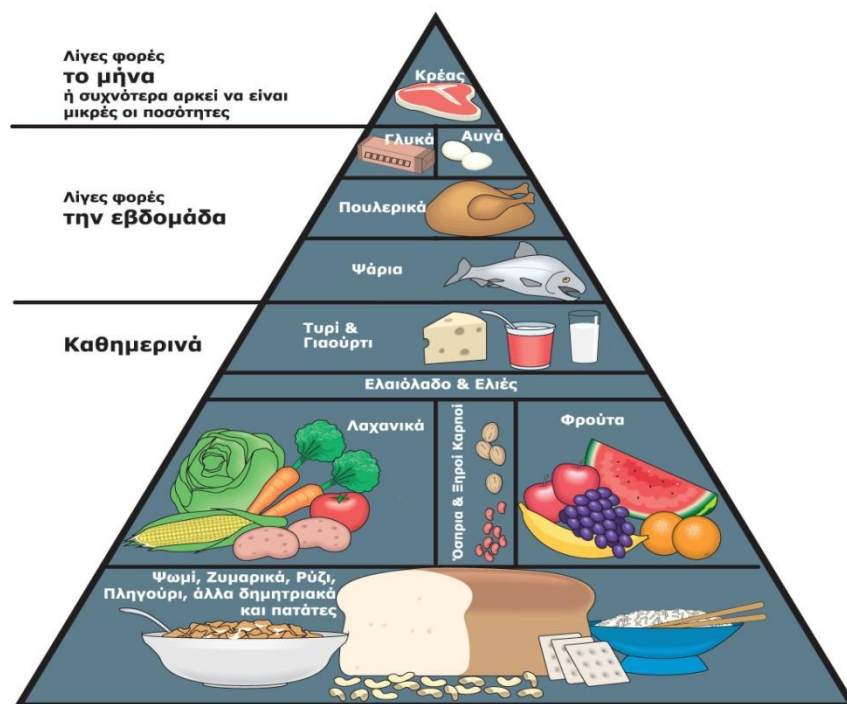 Λίγες φορές
το μήνα
ή συχνότερα αρκεί να είναι
μικρές οι ποσότητες
Κρέας
Γλυκά
Αυγά
Λίγες φορές
την εβδομάδα
Πουλερικά
Ψάρια
Καθημερινά
Τυρί &
Γιαούρτι
Ελαιόλαδο & Ελιές
Λαχανικά
Όσπρια & Ξηροί Καρποί
Φρούτα
Ψωμί, Ζυμαρικά, Ρύζι,
Πληγούρι, άλλα δημητριακά
και πατάτες